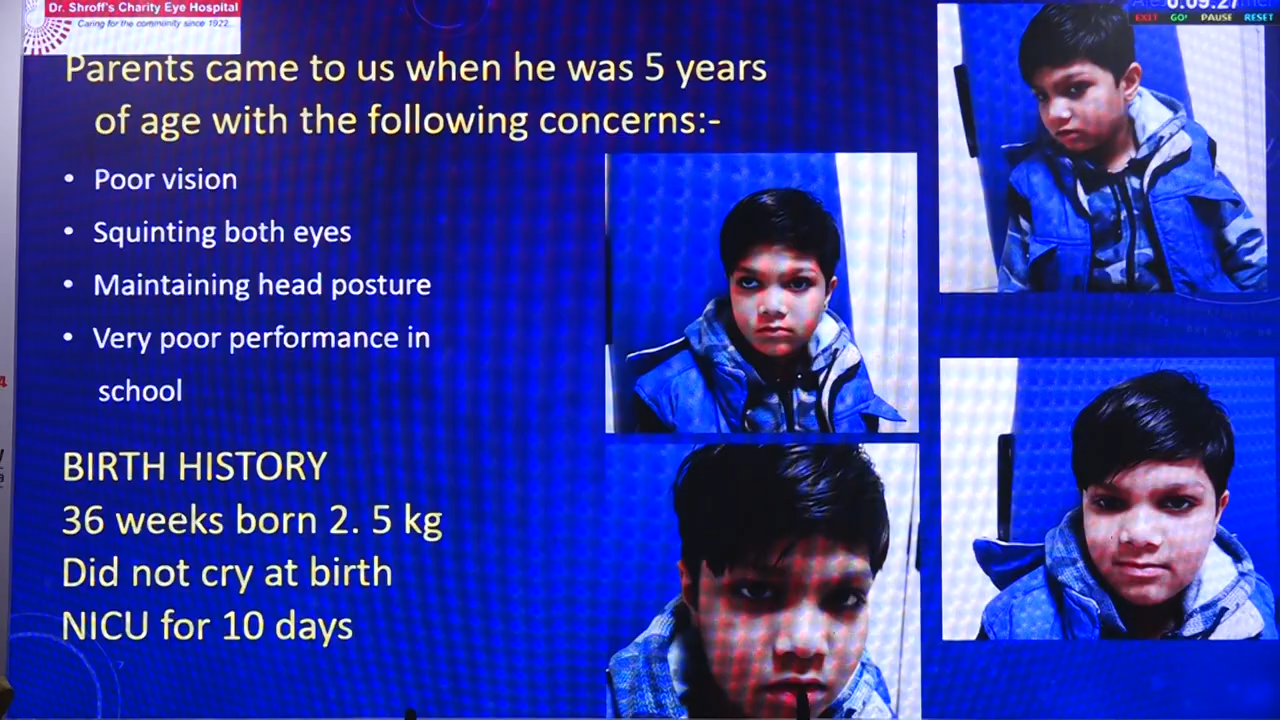 Dr. Shroff's Charity Eye Hospital
Caring for the community since 1922...
Parents came to us when he was 5 years
of age with the following concerns:-
• Poor vision
• Squinting both eyes
• Maintaining head posture
• Very poor performance in
school
BIRTH HISTORY
36 weeks born 2. 5 kg
Did not cry at birth
NICU for 10 days
0:09:27
EXIT GO! PAUSE RESET